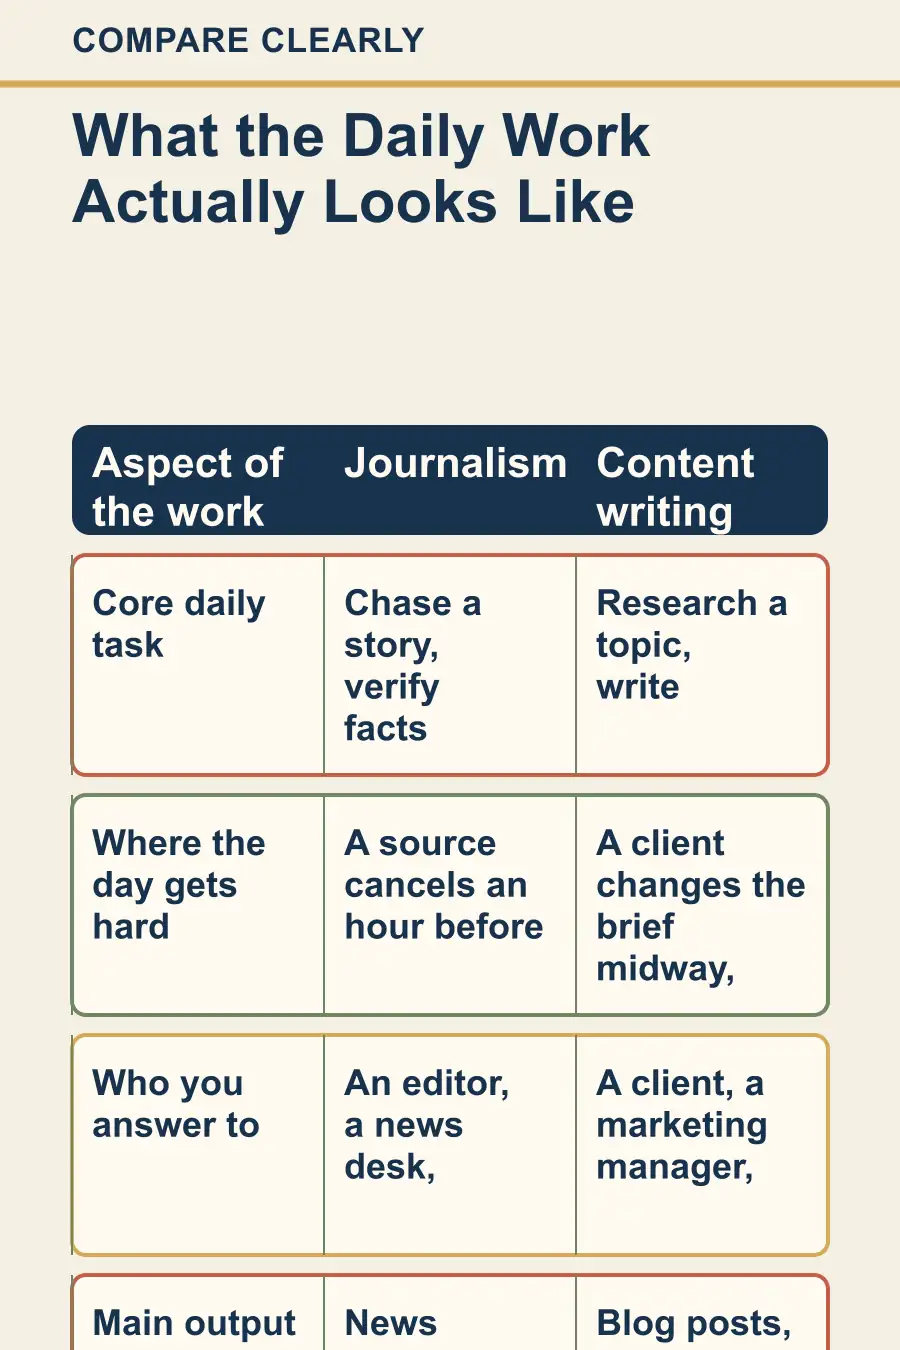 COMPARE CLEARLY
What the Daily Work
Actually Looks Like
Aspect of
the work
Journalism
Content
writing
Core daily
task
Chase a
story,
verify
facts
Research a
topic,
write
Where the
day gets
hard
A source
cancels an
hour before
A client
changes the
brief
midway,
Who you
answer to
An editor,
a news
desk,
A client, a
marketing
manager,
Main output
News
Blog posts,